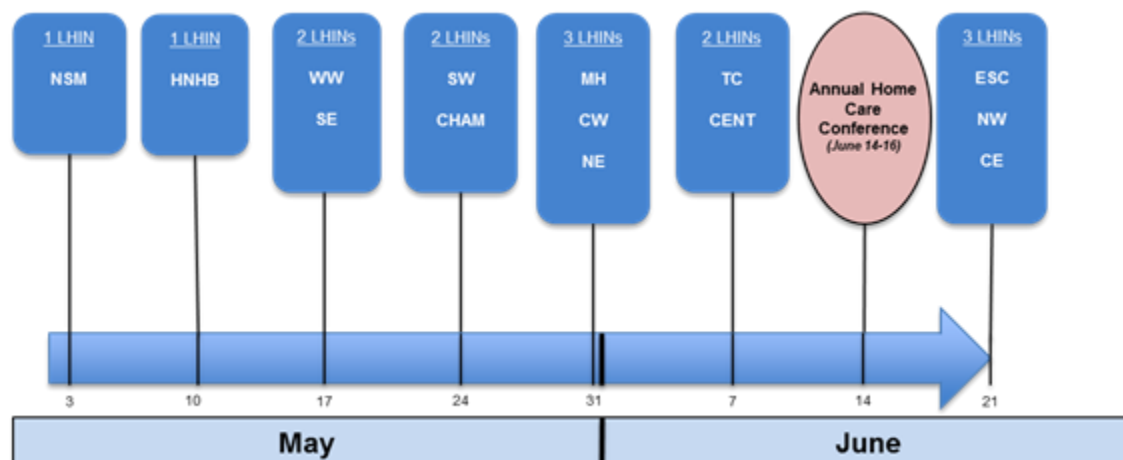 1 LHIN
NSM
1 LHIN
HNHB
2 LHINs
WW
SE
2 LHINs
SW
CHAM
3 LHINs
MH
CW
NE
2 LHINs
TC
CENT
Annual Home
Care
Conference
(June 14-16)
3 LHINs
ESC
NW
CE
3
10
17
24
31
7
14
21
May
June